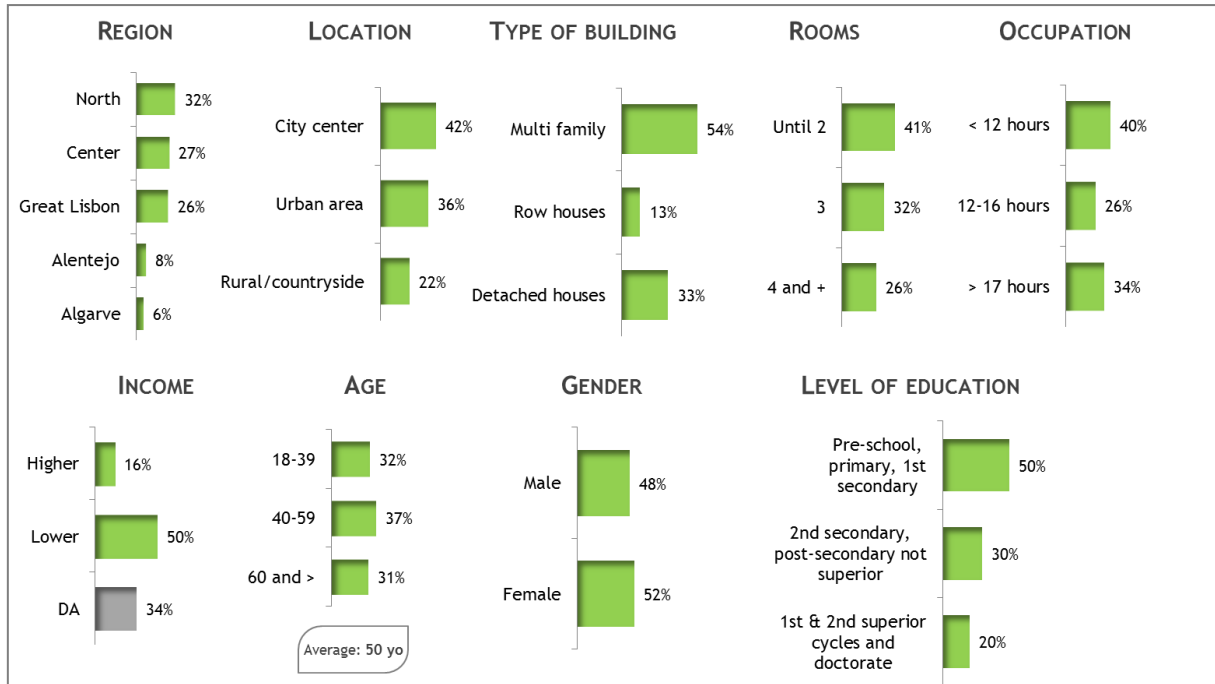 REGION
North 32%
Center 27%
Great Lisbon 26%
Alentejo 8%
Algarve 6%
LOCATION
City center 42%
Urban area 36%
Rural/countryside 22%
TYPE OF BUILDING
Multi family 54%
Row houses 13%
Detached houses 33%
ROOMS
Until 2 41%
3 32%
4 and + 26%
OCCUPATION
< 12 hours 40%
12-16 hours 26%
> 17 hours 34%
INCOME
Higher 16%
Lower 50%
DA 34%
AGE
18-39 32%
40-59 37%
60 and > 31%
Average: 50 yo
GENDER
Male 48%
Female 52%
LEVEL OF EDUCATION
Pre-school,
primary, 1st
secondary
50%
2nd secondary,
post-secondary not
superior
30%
1st & 2nd superior
cycles and
doctorate
20%